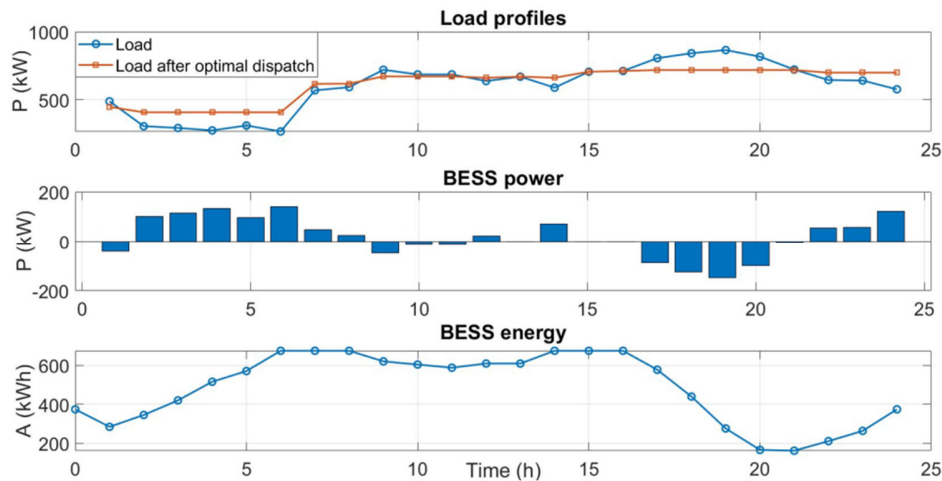 Load profiles
1000
500
P (kW)
Load
Load after optimal dispatch
0 5 10 15 20 25
BESS power
200
0
-200
P (kW)
0 5 10 15 20 25
BESS energy
600
400
200
A (kWh)
0 5 10 15 20 25
Time (h)